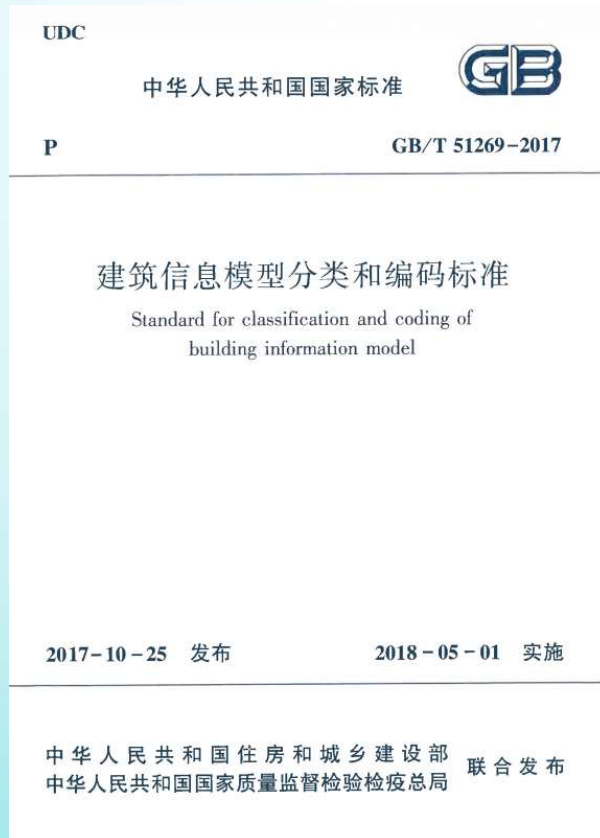 UDC
GB
中华人民共和国国家标准
P
GB/T 51269-2017
建筑信息模型分类和编码标准
Standard for classification and coding of
building information model
2017-10-25 发布
2018-05-01 实施
中华人民共和国住房和城乡建设部
中华人民共和国国家质量监督检验检疫总局
联合发布